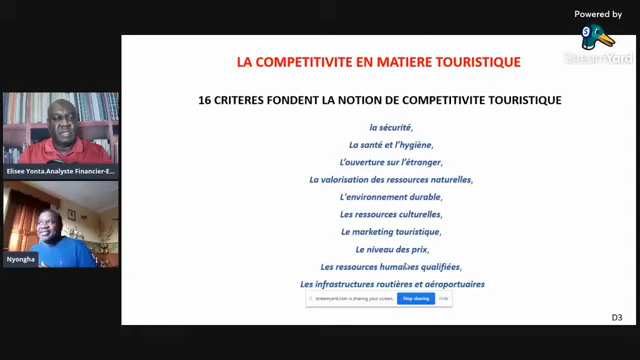 Powered by
StreamYard
LA COMPETITIVITE EN MATIERE TOURISTIQUE
16 CRITERES FONDENT LA NOTION DE COMPETITIVITE TOURISTIQUE
la sécurité,
La santé et l'hygiène,
L'ouverture sur l'étranger,
La valorisation des ressources naturelles,
L'environnement durable,
Les ressources culturelles,
Le marketing touristique,
Le niveau des prix,
Les ressources humaines qualifiées,
Les infrastructures routières et aéroportuaires
streamyard.com is sharing your screen.
Stop sharing
Hide
D3
Elisee Yonta.Analyste Financier-E...
Nyongha